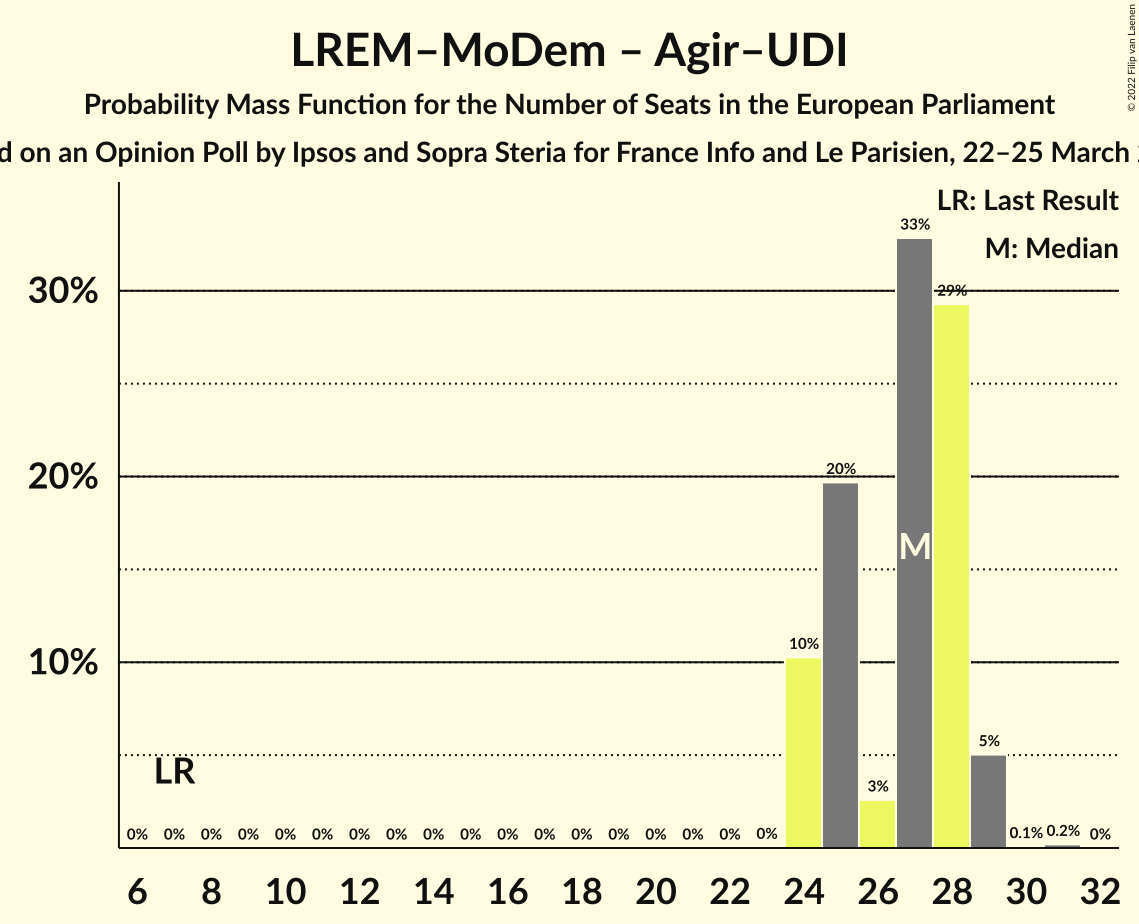 LREM–MoDem – Agir–UDI
Probability Mass Function for the Number of Seats in the European Parliament
on an Opinion Poll by Ipsos and Sopra Steria for France Info and Le Parisien, 22–25 March
© 2022 Filip van Laenen
LR: Last Result
M: Median
30%
20%
10%
33%
29%
20%
M
10%
5%
LR
3%
0% 0% 0% 0% 0% 0% 0% 0% 0% 0% 0% 0% 0% 0% 0% 0% 0% 0% 0.1% 0.2% 0%
6 8 10 12 14 16 18 20 22 24 26 28 30 32